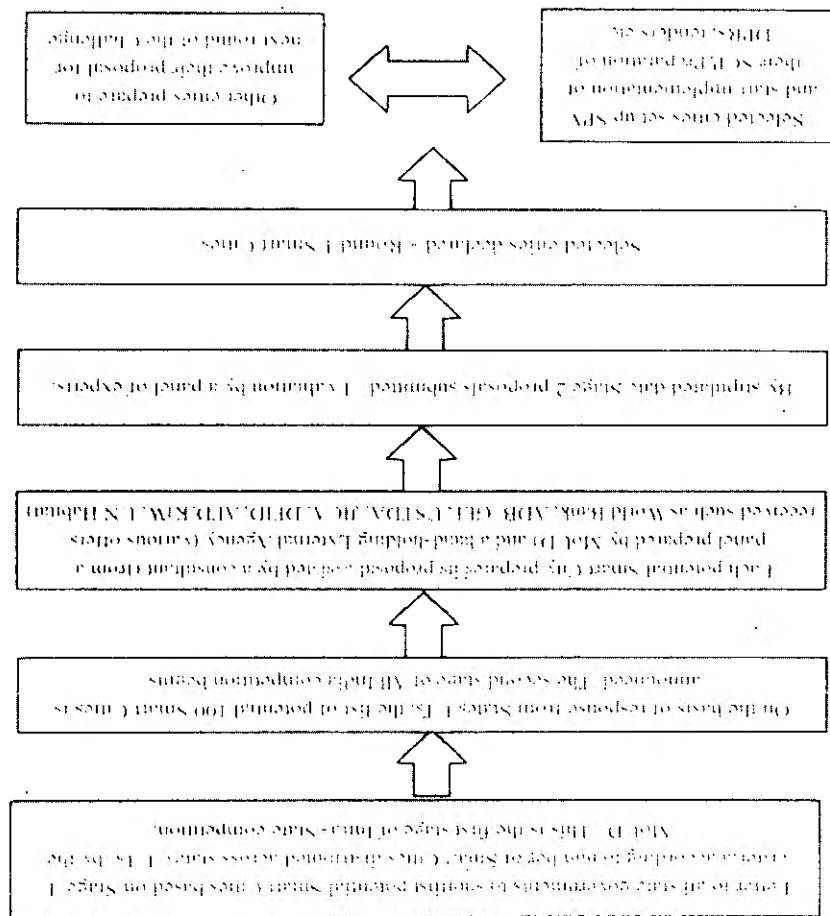 Letter to all state governments to shortlist potential Smart Cities based on Stage 1
criteria according to number of Smart Cities distributed across states / UTs, by the
MoUD. This is the first stage of Intra-State competition.
On the basis of response from States/UTs, the list of potential 100 Smart Cities is
announced. The second stage of All India competition begins
Each potential Smart City prepares its proposal assisted by a consultant (from a
panel prepared by MoUD) and a hand-holding External Agency (various offers
received such as World Bank, ADB, GEF, USTDA, JICA, DFID, AFD, KfW, UN Habitat)
By stipulated date Stage 2 proposals submitted. Evaluation by a panel of experts.
Selected cities declared - Round 1 Smart Cities
Selected cities set up SPV
and start implementation of
their SCP. Preparation of
DPRs, tenders etc
Other cities prepare to
improve their proposal for
next round of the Challenge